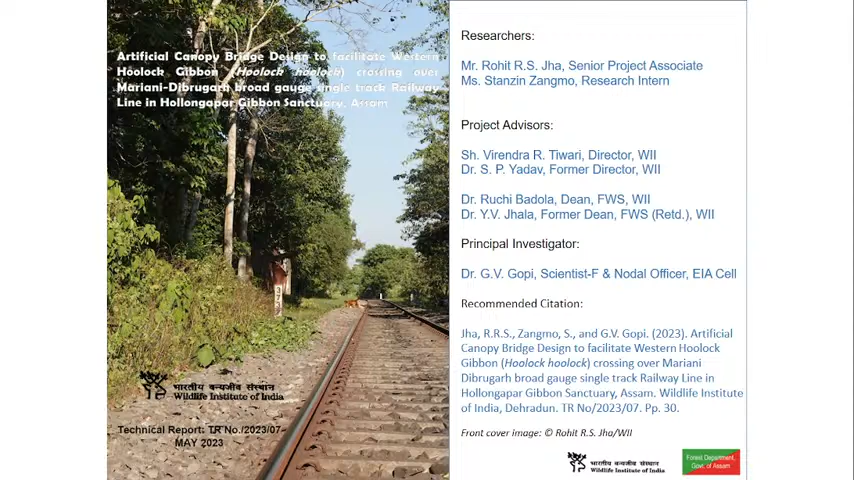 Artificial Canopy Bridge Design to facilitate Western
Hoolock Gibbon (Hoolock hoolock) crossing over
Mariani-Dibrugarh broad gauge single track Railway
Line in Hollongapar Gibbon Sanctuary, Assam
भारतीय वन्यजीव संस्थान
Wildlife Institute of India
Technical Report: TR No./2023/07
MAY 2023
Researchers:
Mr. Rohit R.S. Jha, Senior Project Associate
Ms. Stanzin Zangmo, Research Intern
Project Advisors:
Sh. Virendra R. Tiwari, Director, WII
Dr. S. P. Yadav, Former Director, WII
Dr. Ruchi Badola, Dean, FWS, WII
Dr. Y.V. Jhala, Former Dean, FWS (Retd.), WII
Principal Investigator:
Dr. G.V. Gopi, Scientist-F & Nodal Officer, EIA Cell
Recommended Citation:
Jha, R.R.S., Zangmo, S., and G.V. Gopi. (2023). Artificial
Canopy Bridge Design to facilitate Western Hoolock
Gibbon (Hoolock hoolock) crossing over Mariani
Dibrugarh broad gauge single track Railway Line in
Hollongapar Gibbon Sanctuary, Assam. Wildlife Institute
of India, Dehradun. TR No/2023/07. Pp. 30.
Front cover image: © Rohit R.S. Jha/WII
भारतीय वन्यजीव संस्थान
Wildlife Institute of India
Forest Department,
Govt. of Assam